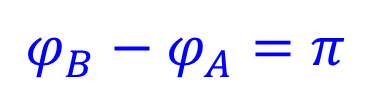 φ_B − φ_A = π